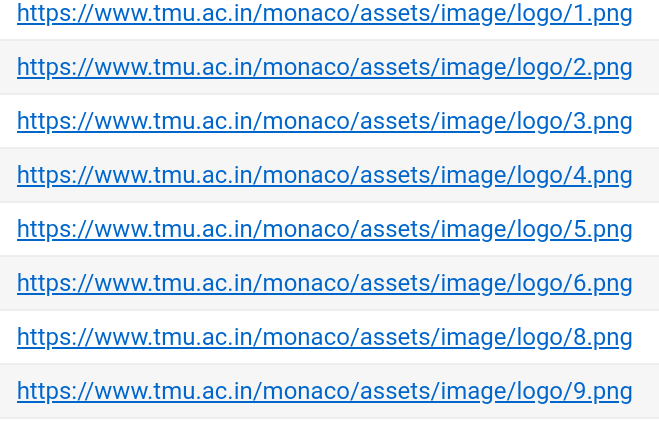 https://www.tmu.ac.in/monaco/assets/image/logo/1.png
https://www.tmu.ac.in/monaco/assets/image/logo/2.png
https://www.tmu.ac.in/monaco/assets/image/logo/3.png
https://www.tmu.ac.in/monaco/assets/image/logo/4.png
https://www.tmu.ac.in/monaco/assets/image/logo/5.png
https://www.tmu.ac.in/monaco/assets/image/logo/6.png
https://www.tmu.ac.in/monaco/assets/image/logo/8.png
https://www.tmu.ac.in/monaco/assets/image/logo/9.png